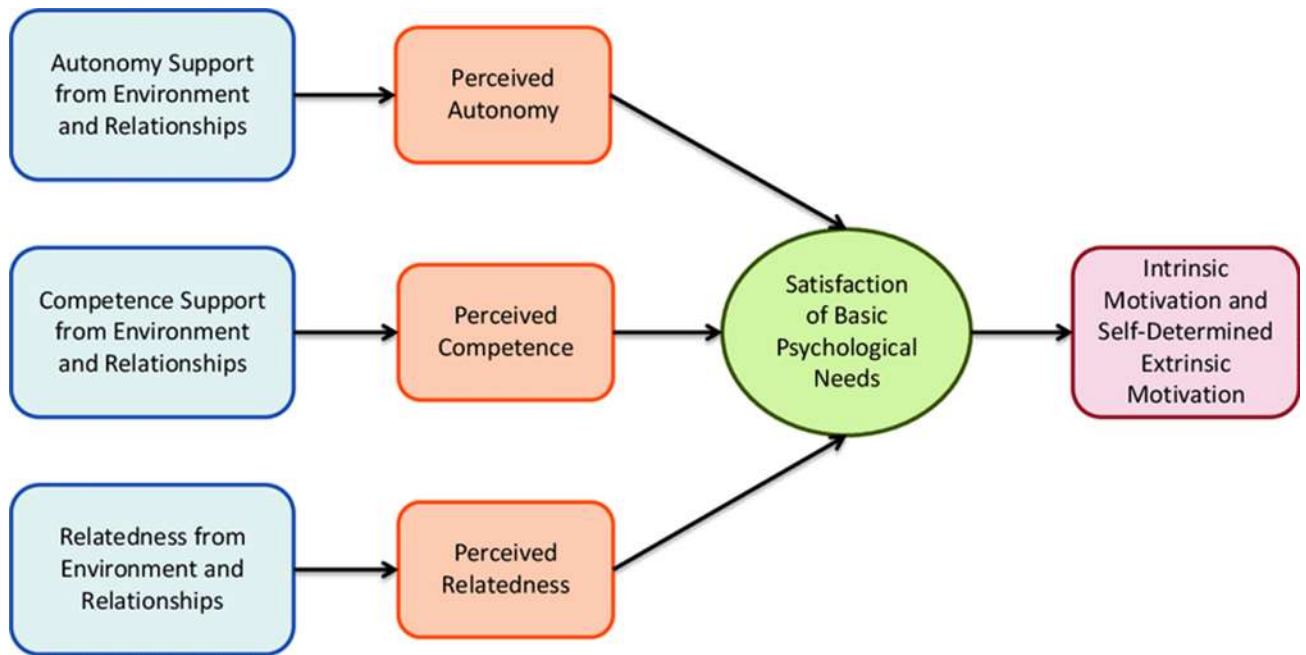 Autonomy Support
from Environment
and Relationships
Perceived
Autonomy
Competence Support
from Environment
and Relationships
Perceived
Competence
Satisfaction
of Basic
Psychological
Needs
Intrinsic
Motivation and
Self-Determined
Extrinsic
Motivation
Relatedness from
Environment and
Relationships
Perceived
Relatedness